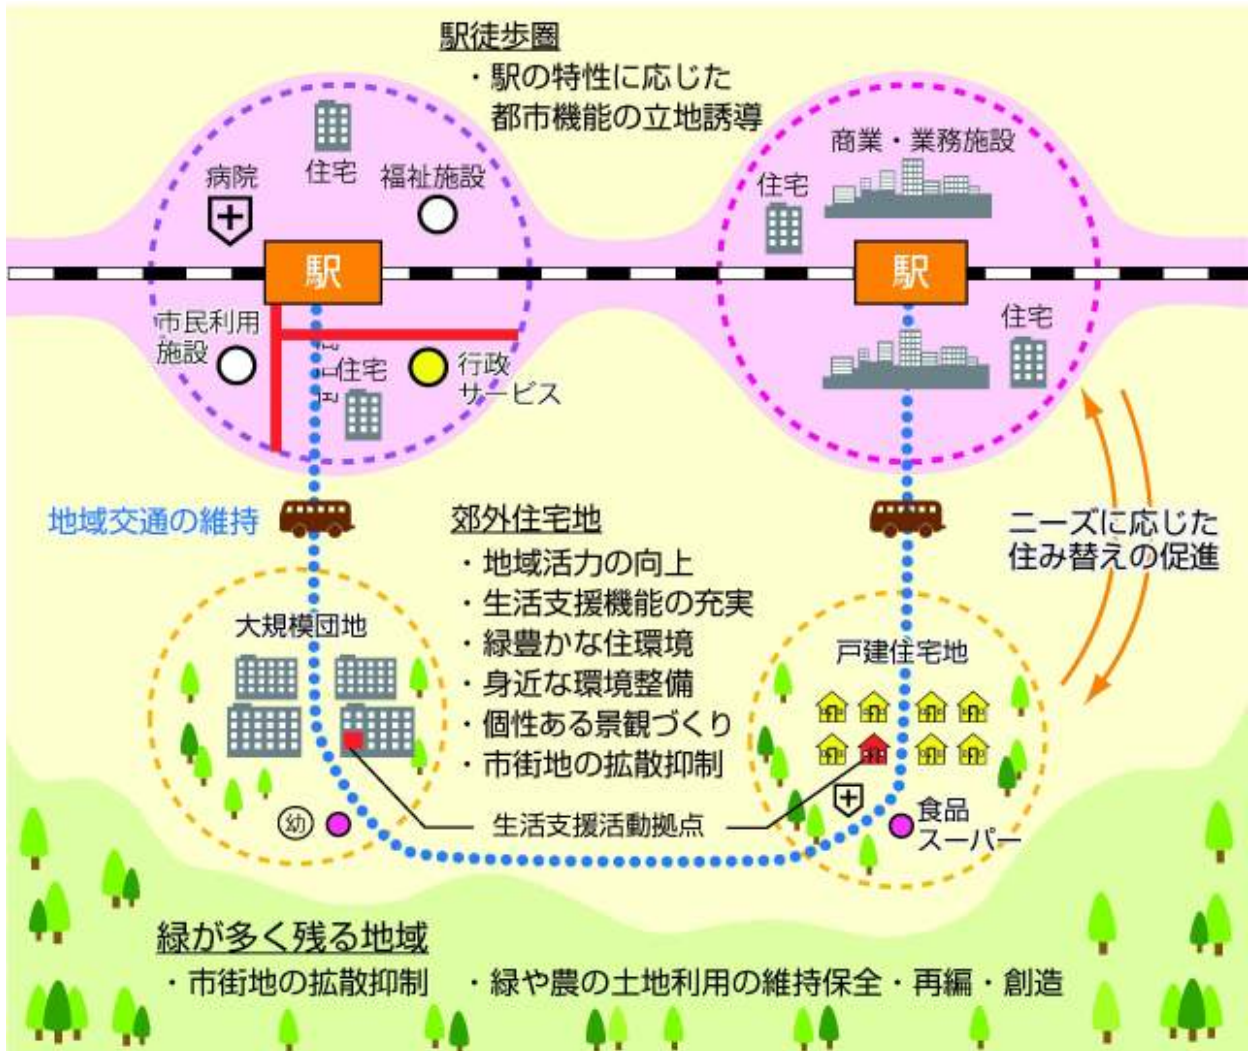 駅徒歩圏
・駅の特性に応じた
都市機能の立地誘導
住宅
病院
福祉施設
駅
市民利用
施設
住宅
行政
サービス
商業・業務施設
住宅
駅
住宅
地域交通の維持
郊外住宅地
・地域活力の向上
・生活支援機能の充実
・緑豊かな住環境
・身近な環境整備
・個性ある景観づくり
・市街地の拡散抑制
ニーズに応じた
住み替えの促進
大規模団地
戸建住宅地
幼
生活支援活動拠点
食品
スーパー
緑が多く残る地域
・市街地の拡散抑制 ・緑や農の土地利用の維持保全・再編・創造